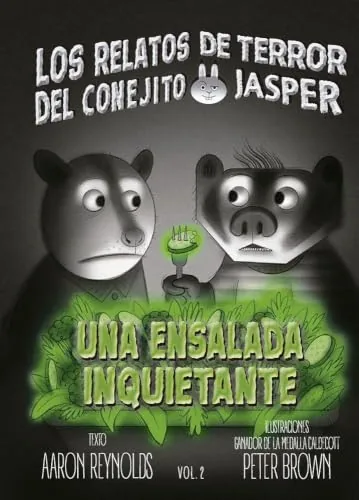 LOS RELATOS DE TERROR
DEL CONEJITO JASPER
UNA ENSALADA
INQUIETANTE
TEXTO
AARON REYNOLDS
VOL. 2
ILUSTRACIONES
GANADOR DE LA MEDALLA CALDECOTT
PETER BROWN